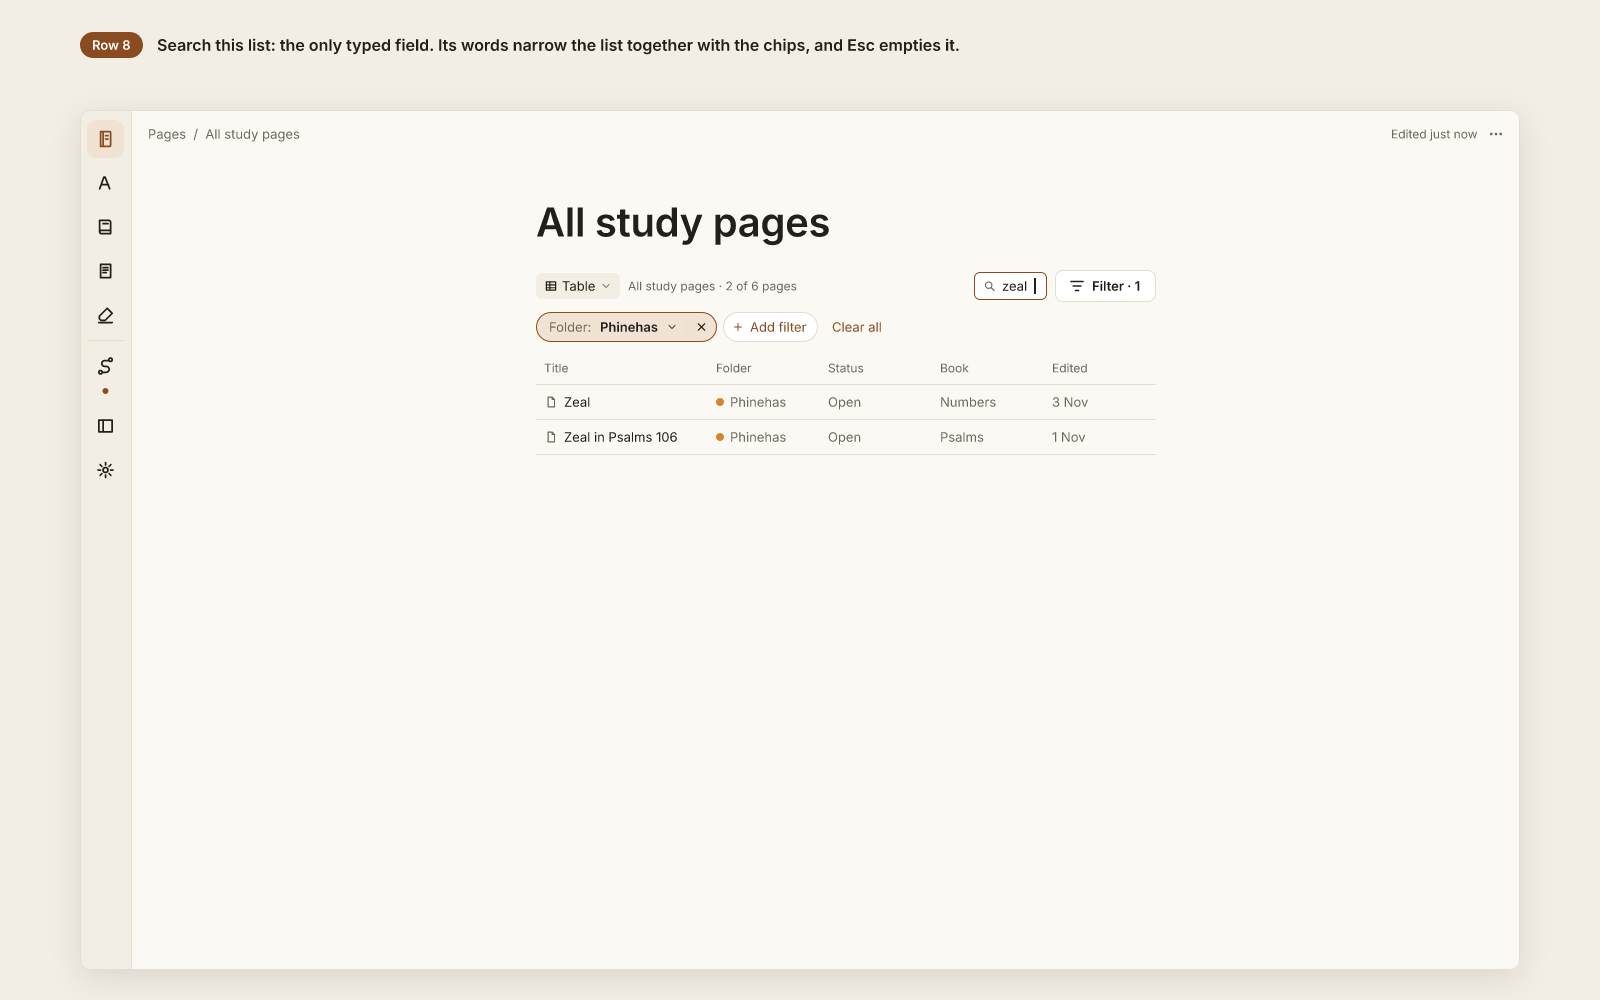 Row 8 Search this list: the only typed field. Its words narrow the list together with the chips, and Esc empties it.
Pages / All study pages Edited just now
All study pages
Table All study pages · 2 of 6 pages zeal Filter · 1
Folder: Phinehas + Add filter Clear all
Title Folder Status Book Edited
Zeal Phinehas Open Numbers 3 Nov
Zeal in Psalms 106 Phinehas Open Psalms 1 Nov